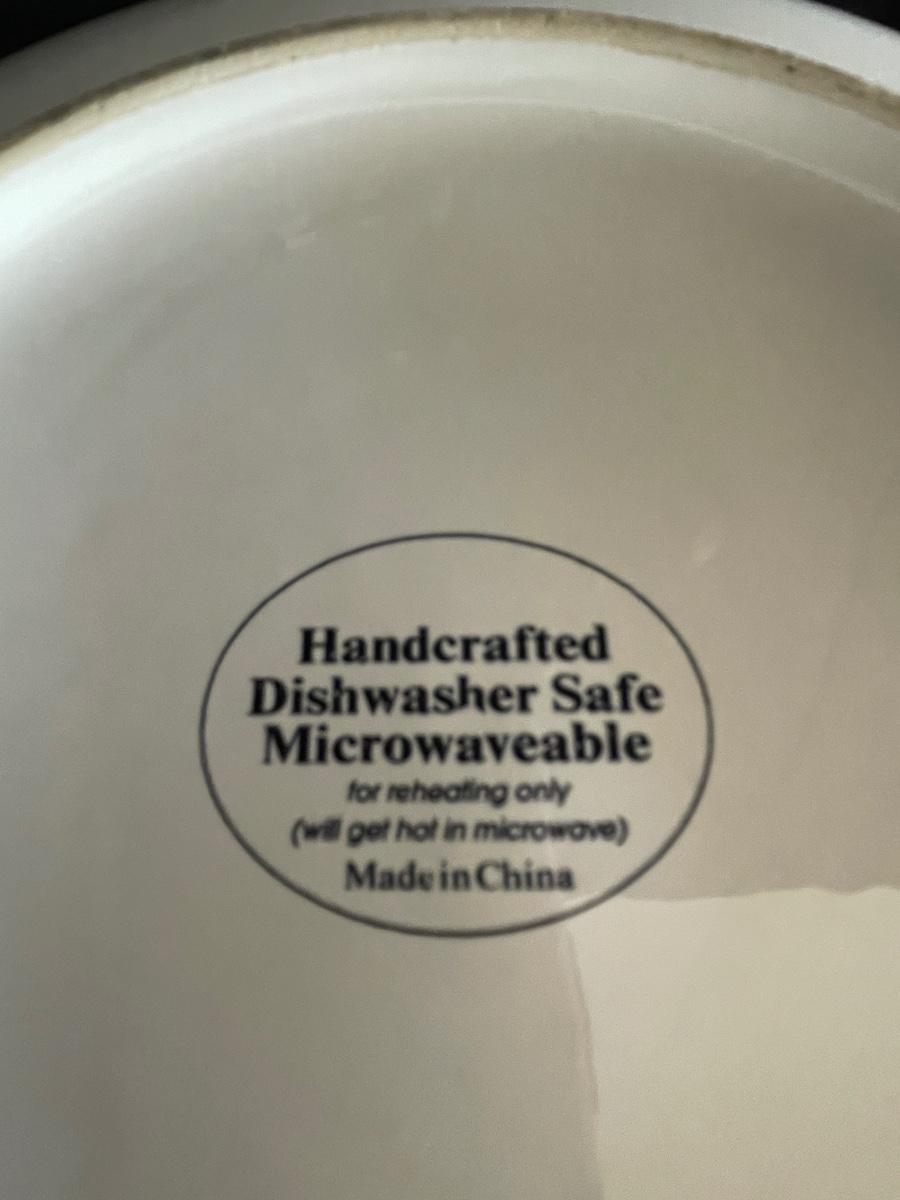 Handcrafted
Dishwasher Safe
Microwaveable
for reheating only
(will get hot in microwave)
Made in China